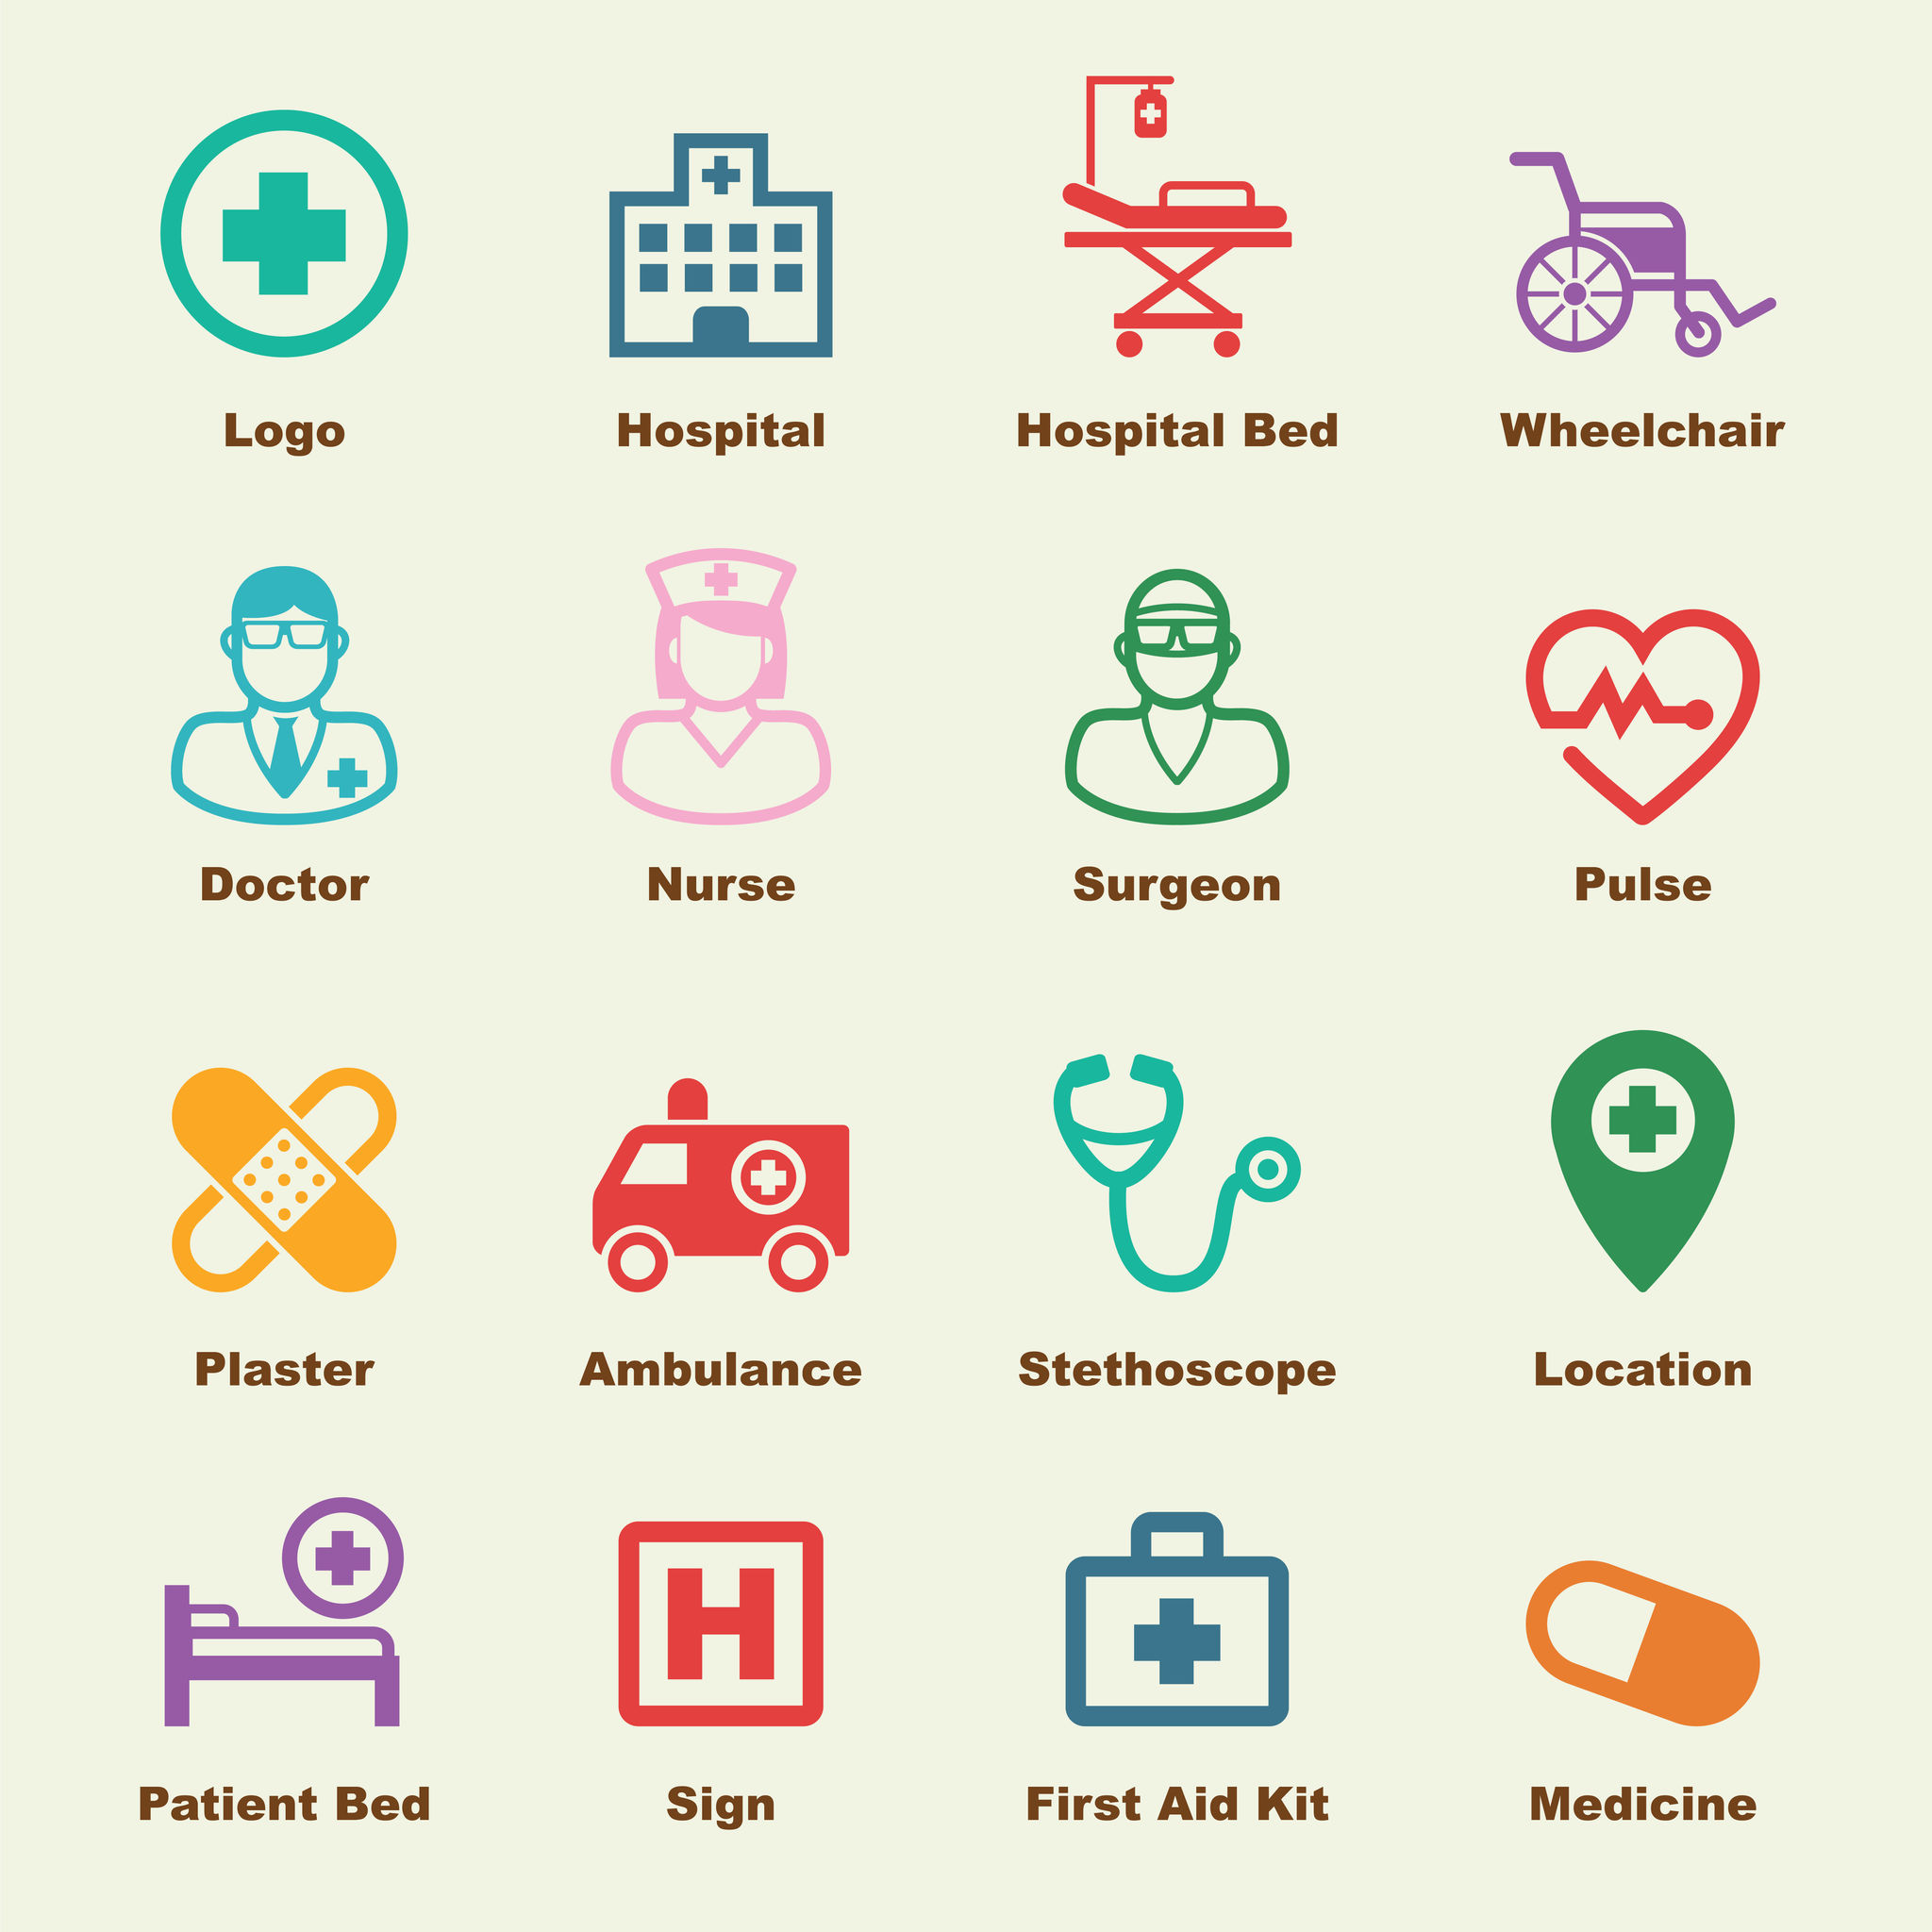 Logo
Hospital
Hospital Bed
Wheelchair
Doctor
Nurse
Surgeon
Pulse
Plaster
Ambulance
Stethoscope
Location
H
Patient Bed
Sign
First Aid Kit
Medicine